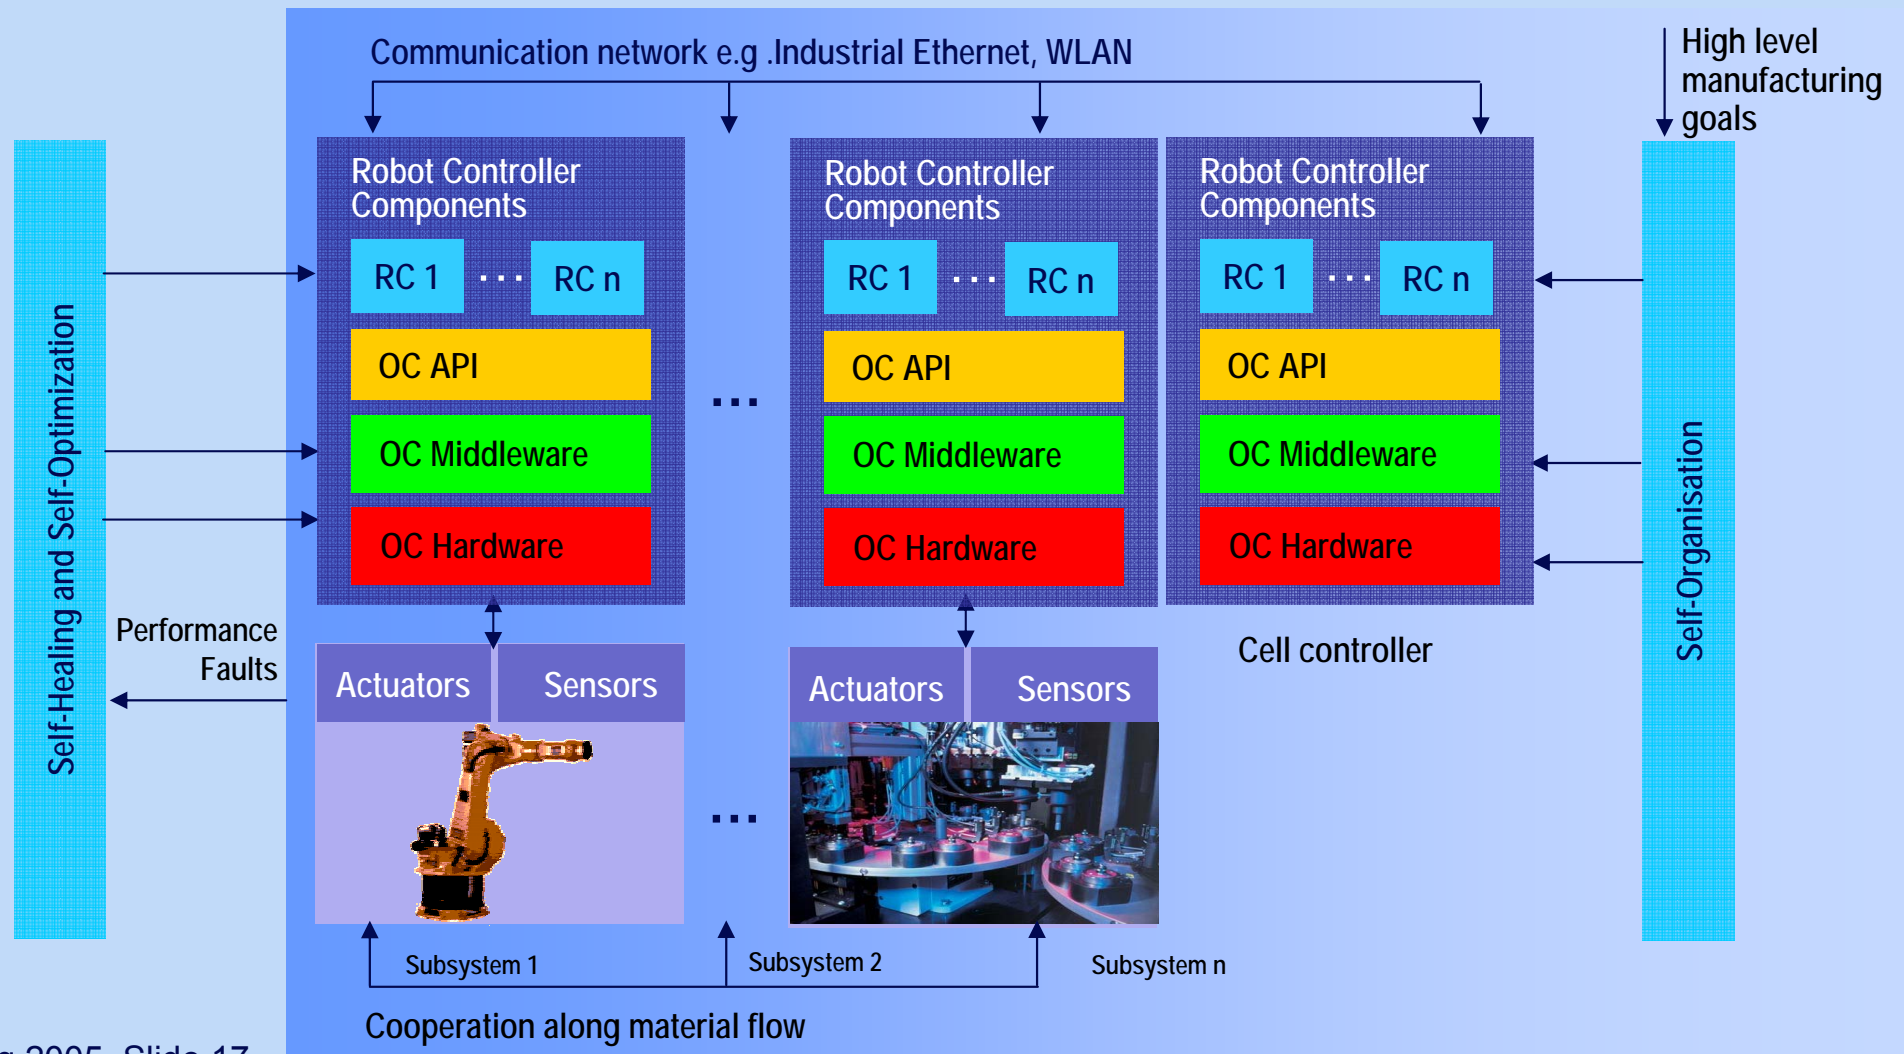 Communication network e.g .Industrial Ethernet, WLAN
High level
manufacturing
goals
Self-Healing and Self-Optimization
Robot Controller
Components
RC 1 ... RC n
OC API
OC Middleware
OC Hardware
...
Robot Controller
Components
RC 1 ... RC n
OC API
OC Middleware
OC Hardware
Robot Controller
Components
RC 1 ... RC n
OC API
OC Middleware
OC Hardware
Self-Organisation
Performance
Faults
Actuators Sensors
...
Actuators Sensors
Cell controller
Subsystem 1
Subsystem 2
Subsystem n
Cooperation along material flow
2005, Slide 17